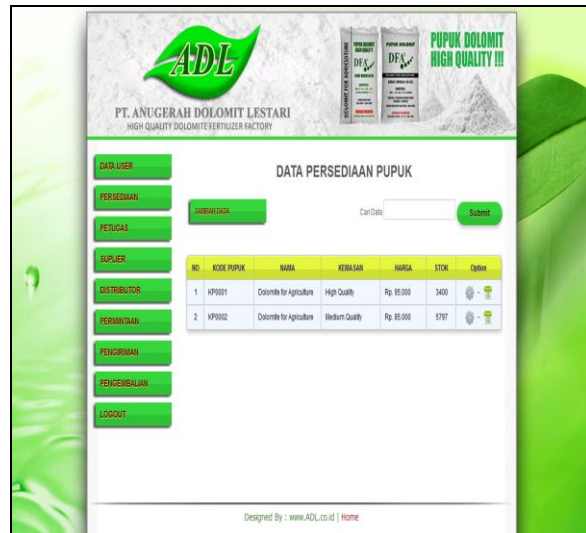 ADL
PT. ANUGERAH DOLOMIT LESTARI
HIGH QUALITY DOLOMITE FERTILIZER FACTORY
DOLOMIT FOR AGRICULTURE
PUPUK DOLOMIT
HIGH QUALITY !!!
DATA USER
PERSEDIAAN
PETUGAS
SUPLIER
DISTRIBUTOR
PERMINTAAN
PENGIRIMAN
PENGEMBALIAN
LOGOUT
DATA PERSEDIAAN PUPUK
TAMBAH DATA
Cari Data
Submit
NO KODE PUPUK NAMA KEMASAN HARGA STOK Option
1 KP0001 Dolomite for Agriculture High Quality Rp. 95.000 3400 -
2 KP0002 Dolomite for Agriculture Medium Quality Rp. 85.000 5797 -
Designed By : www.ADL.co.id | Home